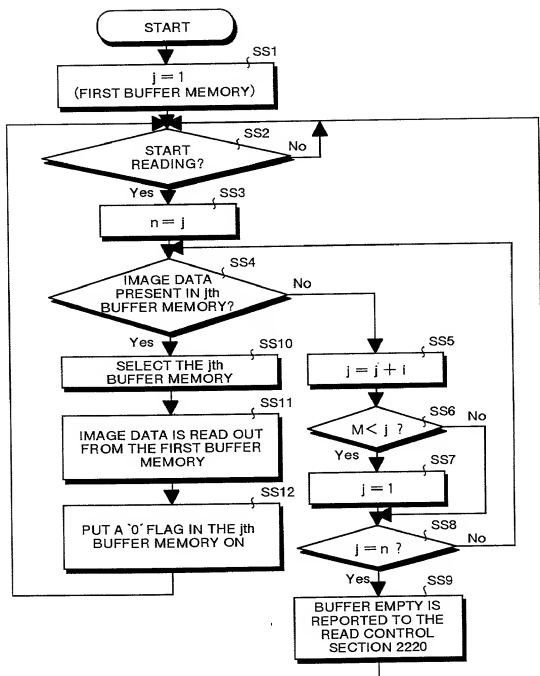 START
SS1
j = 1
(FIRST BUFFER MEMORY)
SS2
START
READING?
No
Yes
SS3
n = j
SS4
IMAGE DATA
PRESENT IN jth
BUFFER MEMORY?
No
Yes
SS10
SELECT THE jth
BUFFER MEMORY
SS11
IMAGE DATA IS READ OUT
FROM THE FIRST BUFFER
MEMORY
SS12
PUT A `0´ FLAG IN THE jth
BUFFER MEMORY ON
SS5
j = j + i
SS6
M < j ?
No
Yes
SS7
j = 1
SS8
j = n ?
No
Yes
SS9
BUFFER EMPTY IS
REPORTED TO THE
READ CONTROL
SECTION 2220